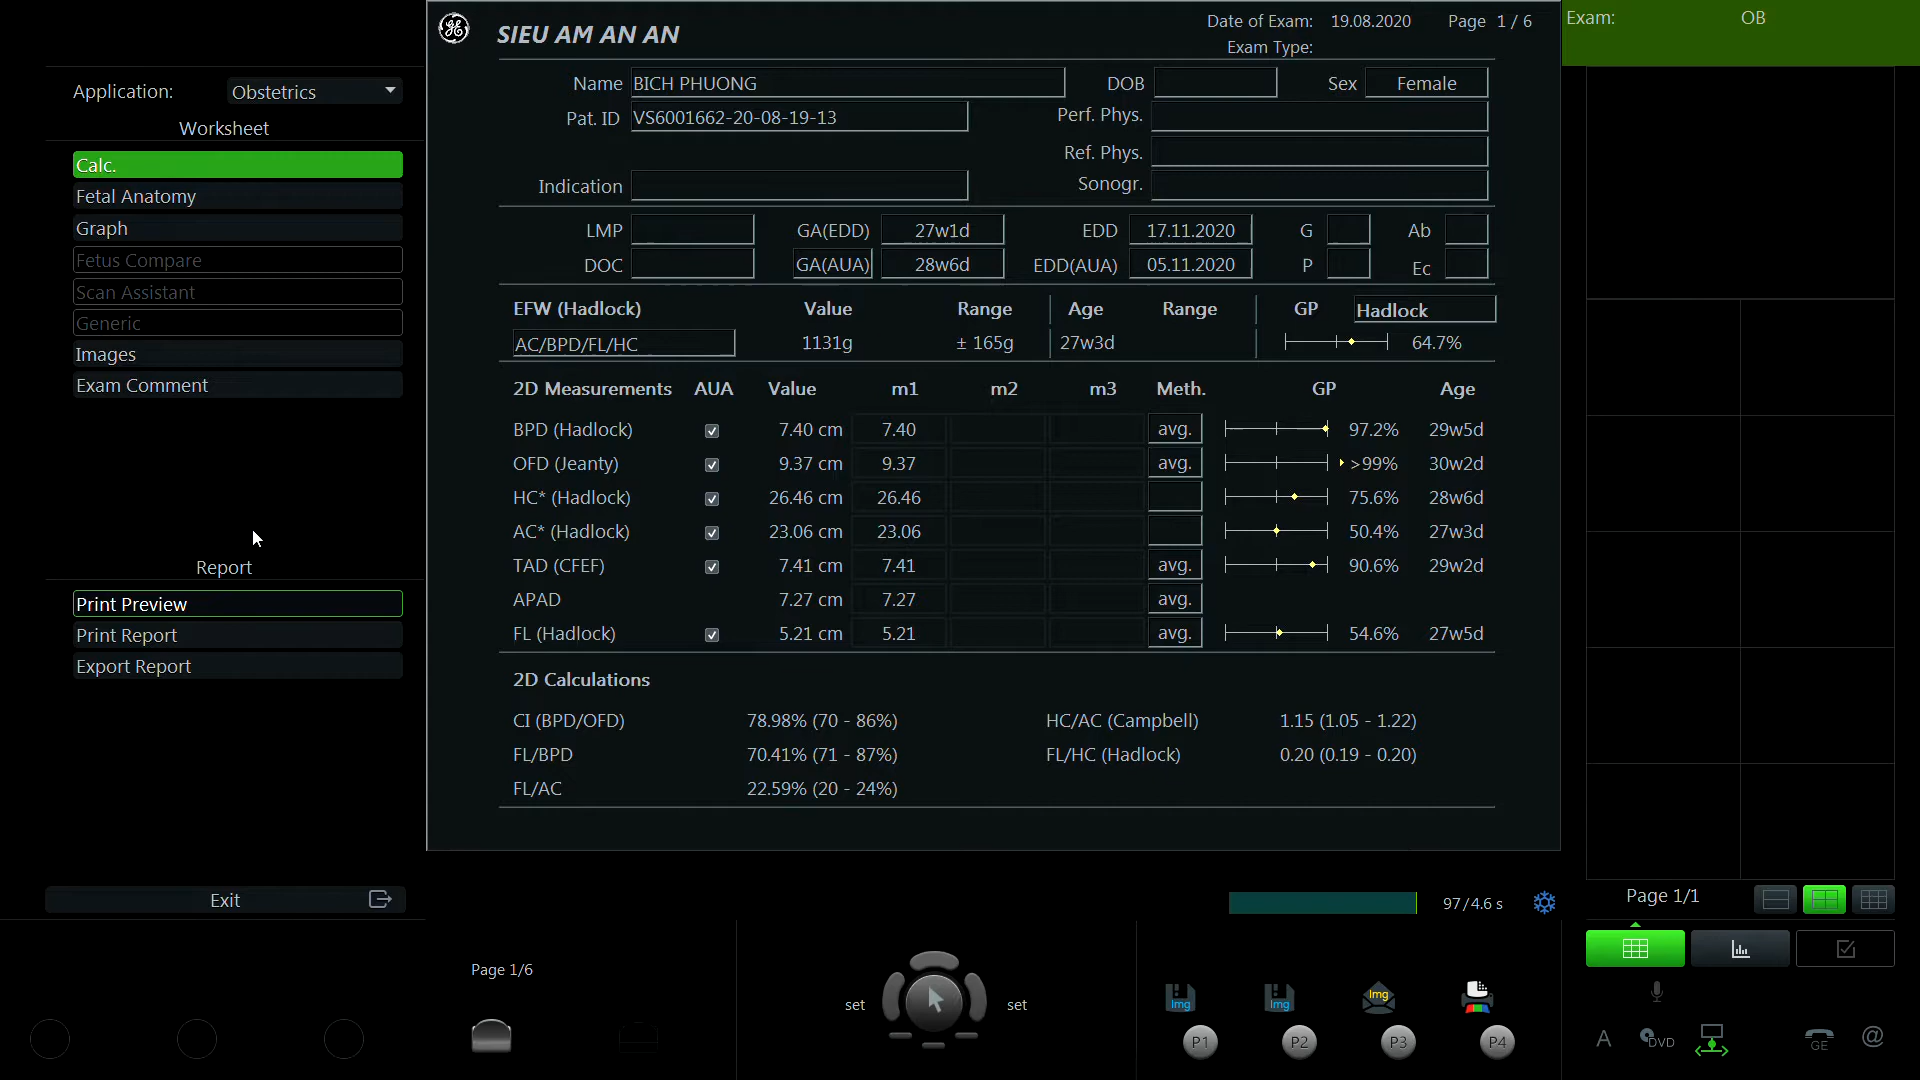 SIEU AM AN AN
Date of Exam: 19.08.2020 Page 1 / 6
Exam Type:
Exam: OB
Application: Obstetrics
Worksheet
Calc.
Fetal Anatomy
Graph
Fetus Compare
Scan Assistant
Generic
Images
Exam Comment
Report
Print Preview
Print Report
Export Report
Exit
Name BICH PHUONG DOB Sex Female
Pat. ID VS6001662-20-08-19-13 Perf. Phys.
Ref. Phys.
Indication Sonogr.
LMP GA(EDD) 27w1d EDD 17.11.2020 G Ab
DOC GA(AUA) 28w6d EDD(AUA) 05.11.2020 P Ec
EFW (Hadlock) Value Range Age Range GP Hadlock
AC/BPD/FL/HC 1131g ± 165g 27w3d 64.7%
2D Measurements AUA Value m1 m2 m3 Meth. GP Age
BPD (Hadlock) 7.40 cm 7.40 avg. 97.2% 29w5d
OFD (Jeanty) 9.37 cm 9.37 avg. >99% 30w2d
HC* (Hadlock) 26.46 cm 26.46 75.6% 28w6d
AC* (Hadlock) 23.06 cm 23.06 50.4% 27w3d
TAD (CFEF) 7.41 cm 7.41 avg. 90.6% 29w2d
APAD 7.27 cm 7.27 avg.
FL (Hadlock) 5.21 cm 5.21 avg. 54.6% 27w5d
2D Calculations
CI (BPD/OFD) 78.98% (70 - 86%) HC/AC (Campbell) 1.15 (1.05 - 1.22)
FL/BPD 70.41% (71 - 87%) FL/HC (Hadlock) 0.20 (0.19 - 0.20)
FL/AC 22.59% (20 - 24%)
97/4.6 s
Page 1/1
Page 1/6
set set
Img Img Img
P1 P2 P3 P4
A DVD GE @